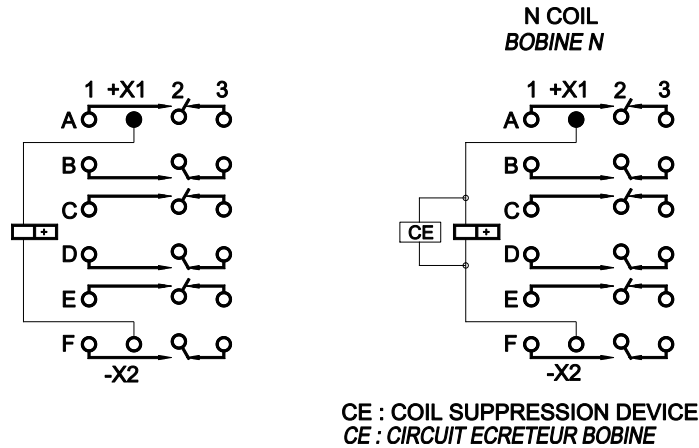 N COIL
BOBINE N
1 +X1 2 3
A
B
C
+
D
E
F
-X2
1 +X1 2 3
A
B
C
CE
+
D
E
F
-X2
CE : COIL SUPPRESSION DEVICE
CE : CIRCUIT ECRETEUR BOBINE